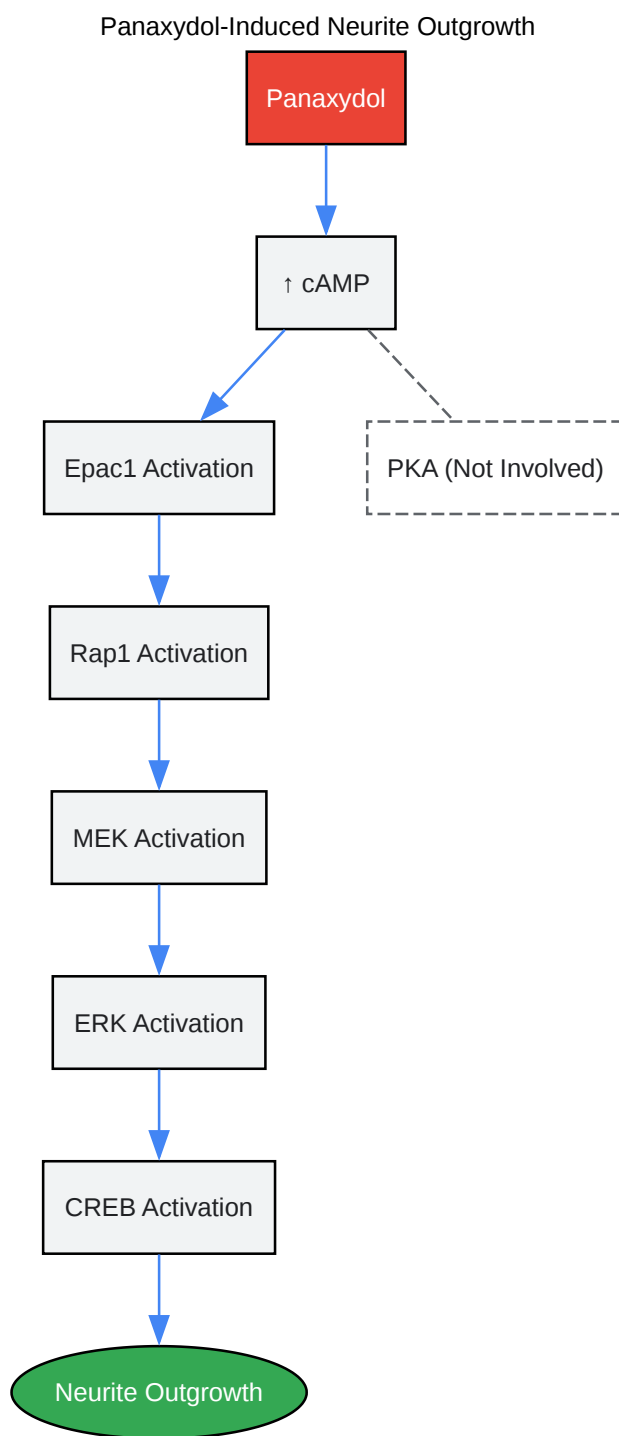 Panaxydol-Induced Neurite Outgrowth
Panaxydol
↑ cAMP
Epac1 Activation
PKA (Not Involved)
Rap1 Activation
MEK Activation
ERK Activation
CREB Activation
Neurite Outgrowth